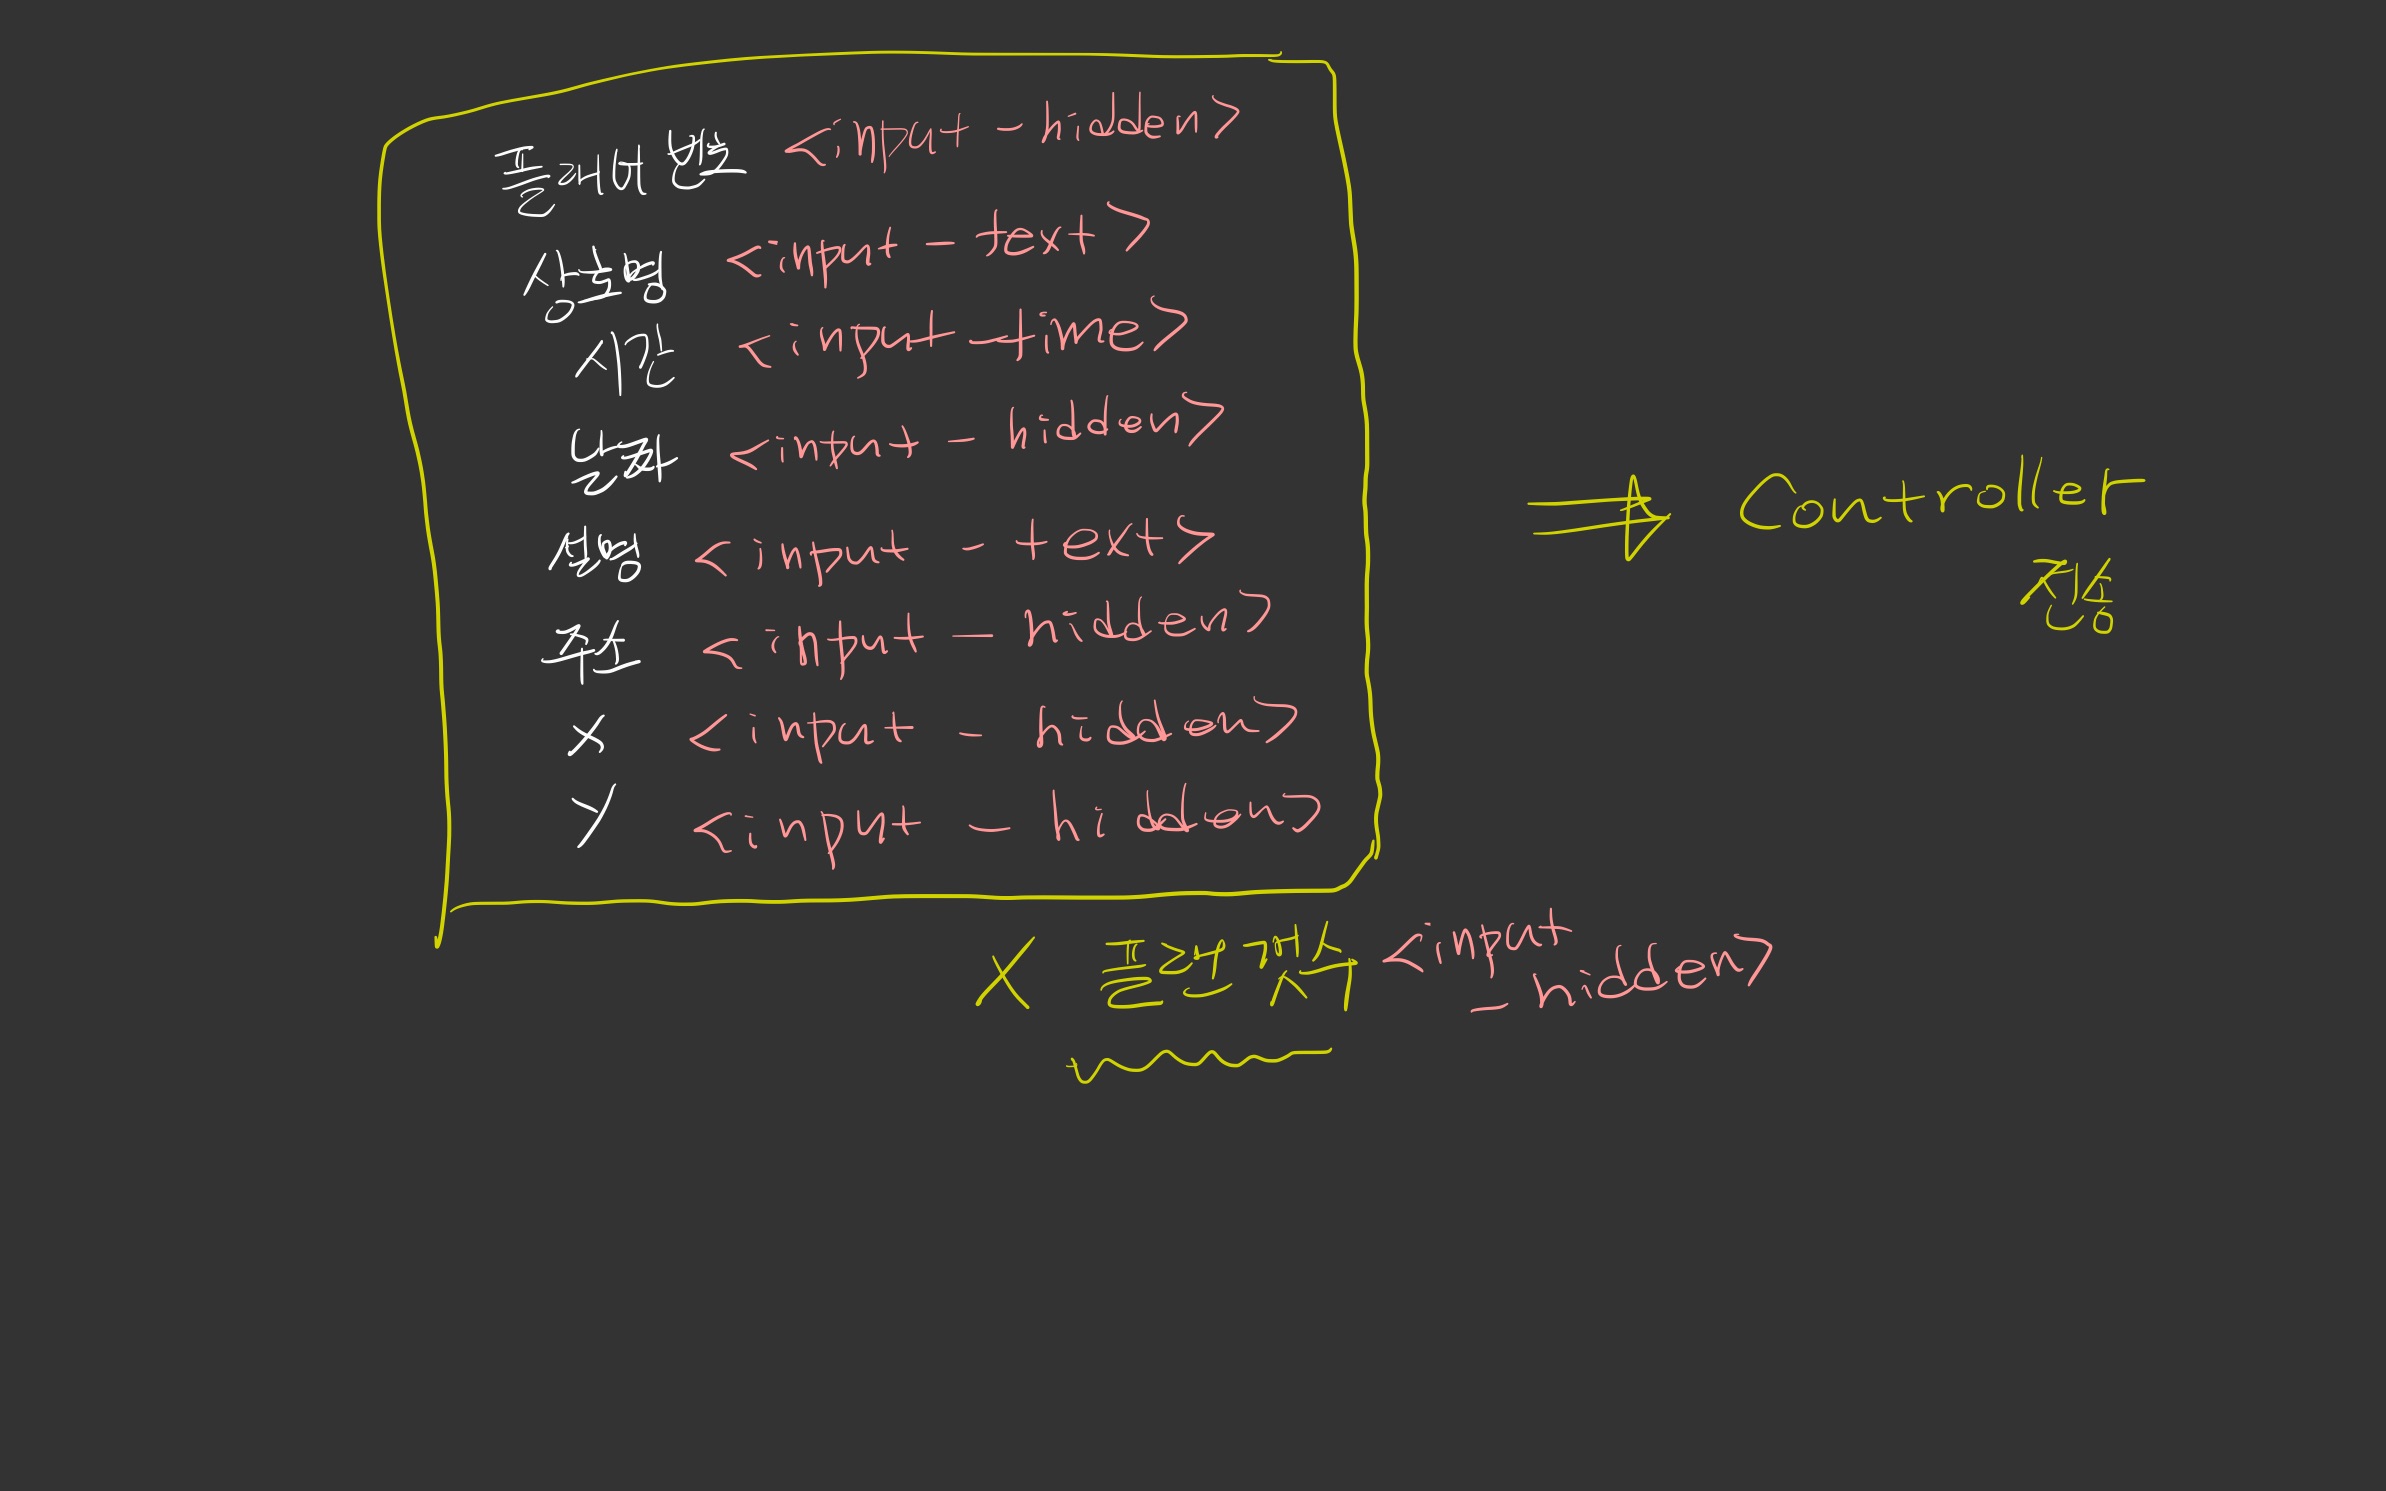 플래너 번호 <input - hidden>
상호명 <input - text>
시간 <input - time>
날짜 <input - hidden>
설명 <input - text>
주소 <input - hidden>
X <input - hidden>
Y <input - hidden>
⇒ Controller
전송
X 플랜 개수 <input
- hidden>